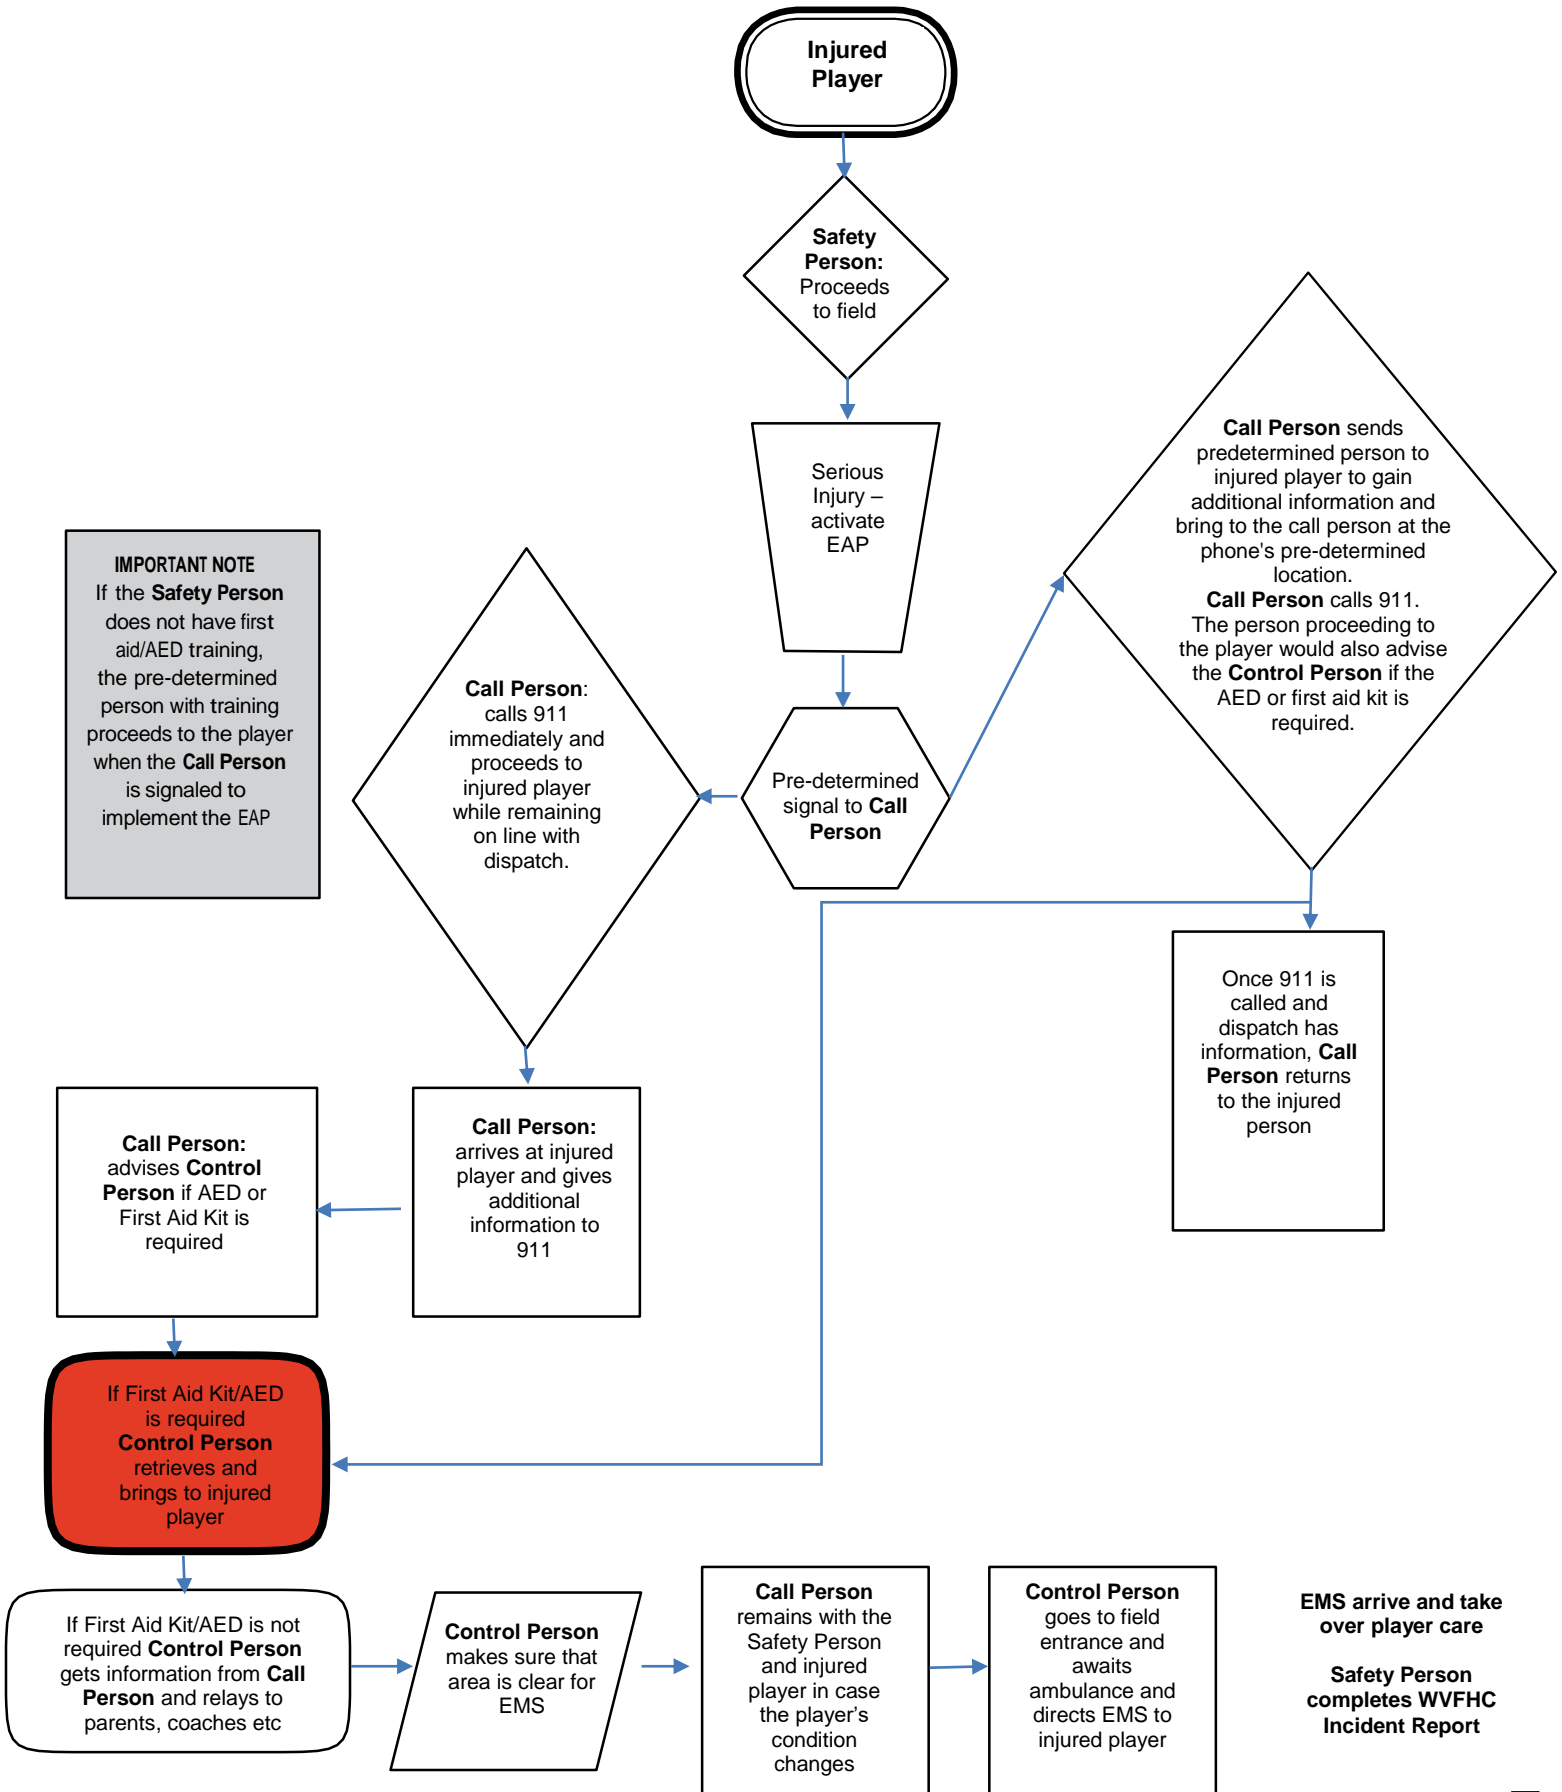 Injured
Player
Safety
Person:
Proceeds
to field
Serious
Injury –
activate
EAP
Call Person sends
predetermined person to
injured player to gain
additional information and
bring to the call person at the
phone's pre-determined
location.
Call Person calls 911.
The person proceeding to
the player would also advise
the Control Person if the
AED or first aid kit is
required.
IMPORTANT NOTE
If the Safety Person
does not have first
aid/AED training,
the pre-determined
person with training
proceeds to the player
when the Call Person
is signaled to
implement the EAP
Call Person:
calls 911
immediately and
proceeds to
injured player
while remaining
on line with
dispatch.
Pre-determined
signal to Call
Person
Once 911 is
called and
dispatch has
information, Call
Person returns
to the injured
person
Call Person:
advises Control
Person if AED or
First Aid Kit is
required
Call Person:
arrives at injured
player and gives
additional
information to
911
If First Aid Kit/AED
is required
Control Person
retrieves and
brings to injured
player
If First Aid Kit/AED is not
required Control Person
gets information from Call
Person and relays to
parents, coaches etc
Control Person
makes sure that
area is clear for
EMS
Call Person
remains with the
Safety Person
and injured
player in case
the player’s
condition
changes
Control Person
goes to field
entrance and
awaits
ambulance and
directs EMS to
injured player
EMS arrive and take
over player care
Safety Person
completes WVFHC
Incident Report